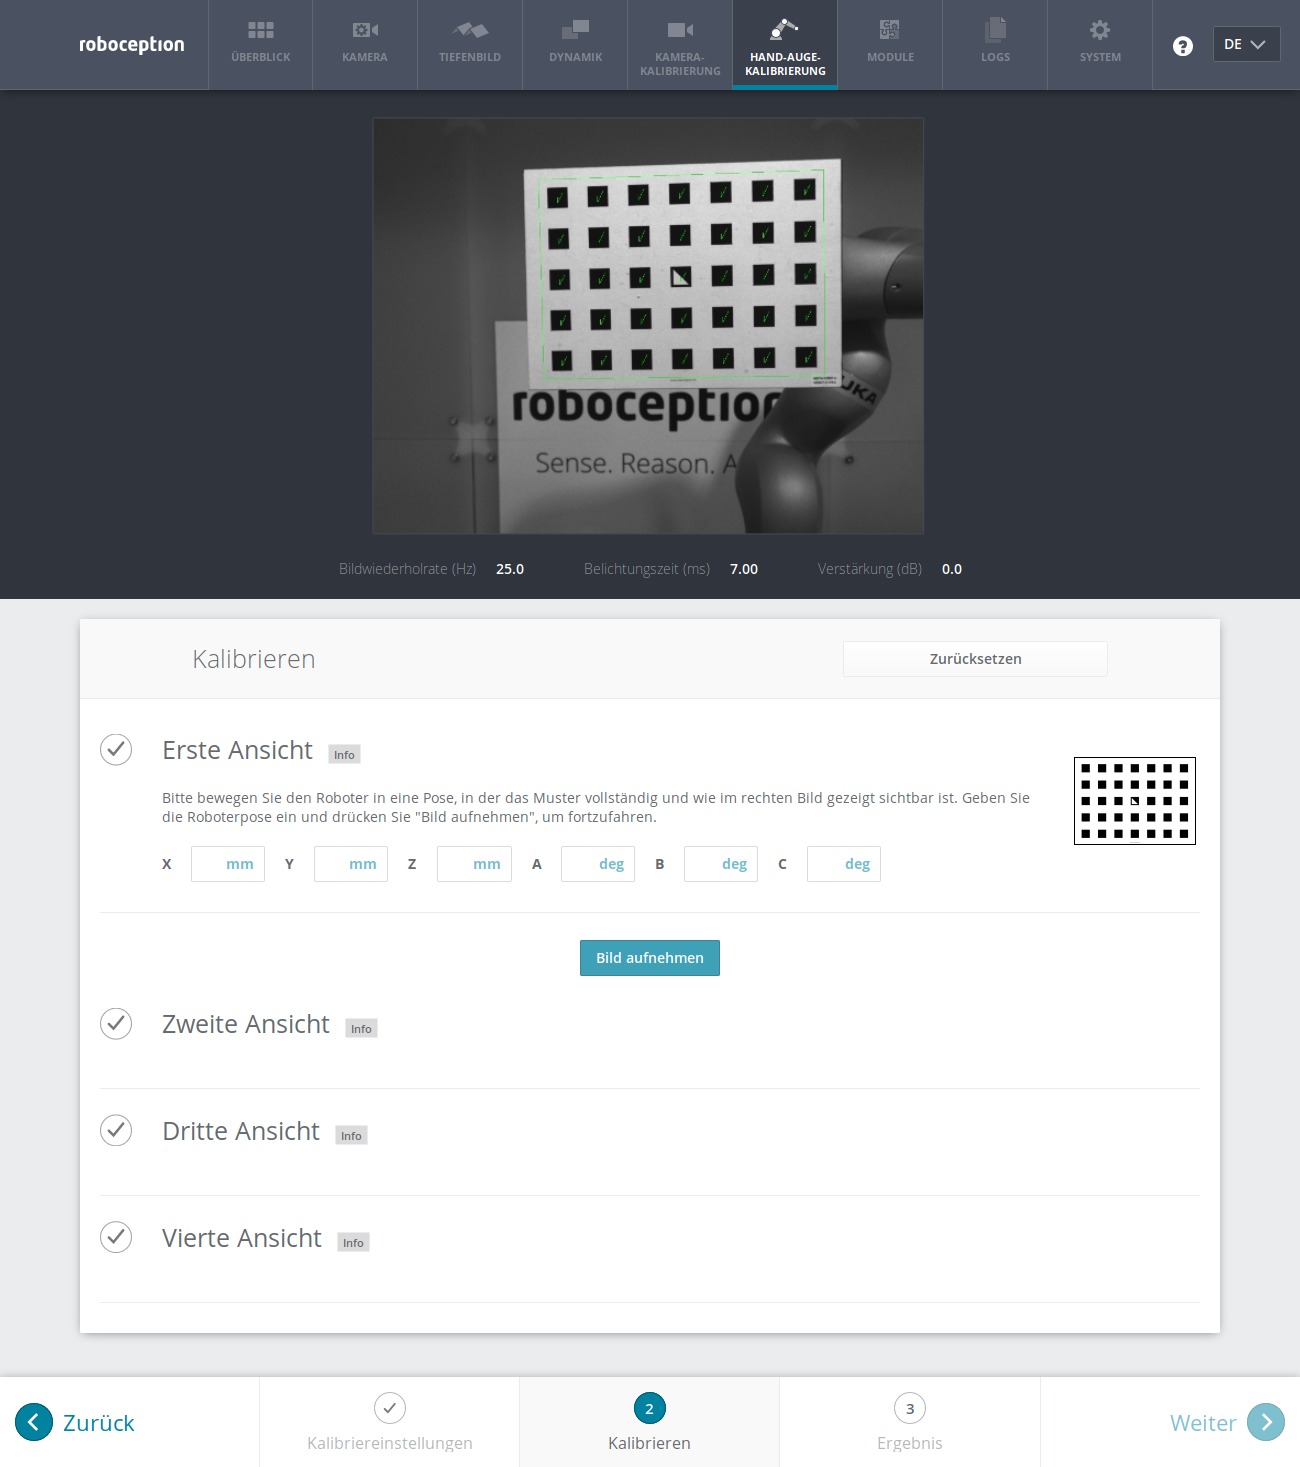 roboception
ÜBERBLICK
KAMERA
TIEFENBILD
DYNAMIK
KAMERA-
KALIBRIERUNG
HAND-AUGE-
KALIBRIERUNG
MODULE
LOGS
SYSTEM
?
DE
roboception
Sense. Reason. A
UKA
Bildwiederholrate (Hz) 25.0 Belichtungszeit (ms) 7.00 Verstärkung (dB) 0.0
Kalibrieren
Zurücksetzen
Erste Ansicht Info
Bitte bewegen Sie den Roboter in eine Pose, in der das Muster vollständig und wie im rechten Bild gezeigt sichtbar ist. Geben Sie
die Roboterpose ein und drücken Sie "Bild aufnehmen", um fortzufahren.
X mm Y mm Z mm A deg B deg C deg
Bild aufnehmen
Zweite Ansicht Info
Dritte Ansicht Info
Vierte Ansicht Info
Zurück
Kalibriereinstellungen
2
Kalibrieren
3
Ergebnis
Weiter